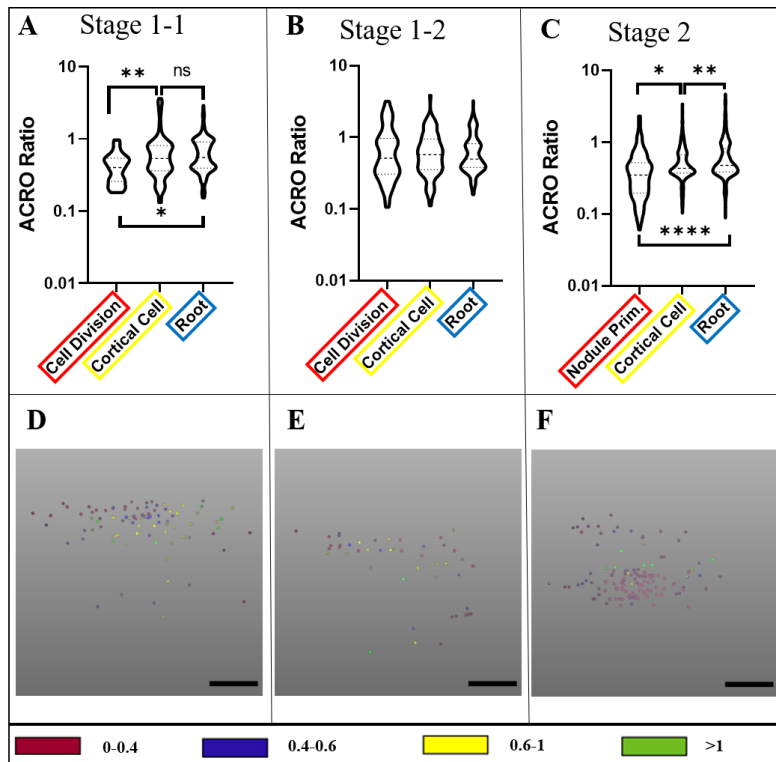 A
Stage 1-1
ACRO Ratio
10
1
0.1
0.01
**
ns
*
Cell Division
Cortical Cell
Root
B
Stage 1-2
ACRO Ratio
10
1
0.1
0.01
Cell Division
Cortical Cell
Root
C
Stage 2
ACRO Ratio
10
1
0.1
0.01
*
**
****
Nodule Prim.
Cortical Cell
Root
D
E
F
0-0.4
0.4-0.6
0.6-1
>1